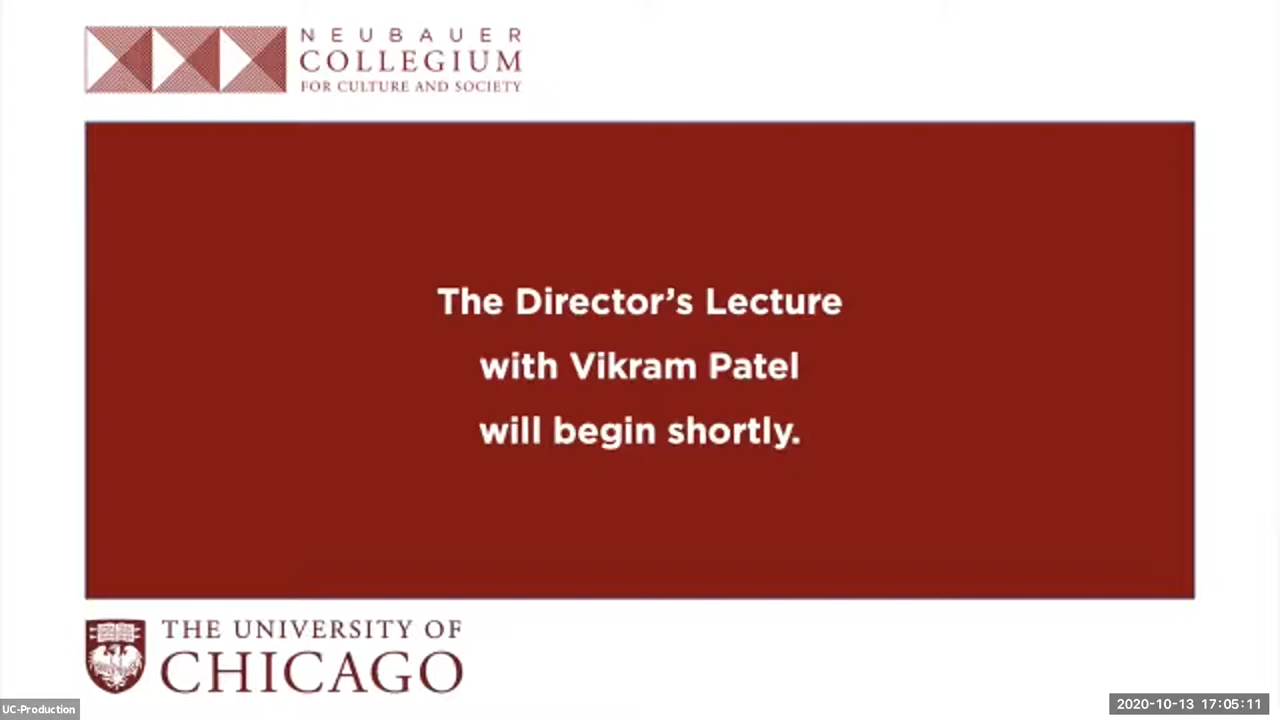 NEUBAUER
COLLEGIUM
FOR CULTURE AND SOCIETY
The Director’s Lecture
with Vikram Patel
will begin shortly.
THE UNIVERSITY OF
CHICAGO
UC-Production
2020-10-13 17:05:11